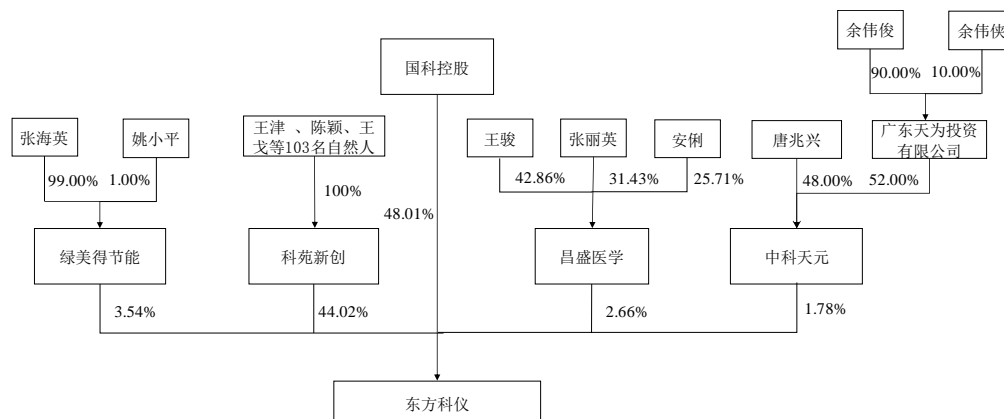 余伟俊
余伟侠
国科控股
90.00%
10.00%
张海英
姚小平
王津 、陈颖、王
戈等103名自然人
王骏
张丽英
安俐
唐兆兴
广东天为投资
有限公司
99.00%
1.00%
100%
48.01%
42.86%
31.43%
25.71%
48.00%
52.00%
绿美得节能
科苑新创
昌盛医学
中科天元
3.54%
44.02%
2.66%
1.78%
东方科仪